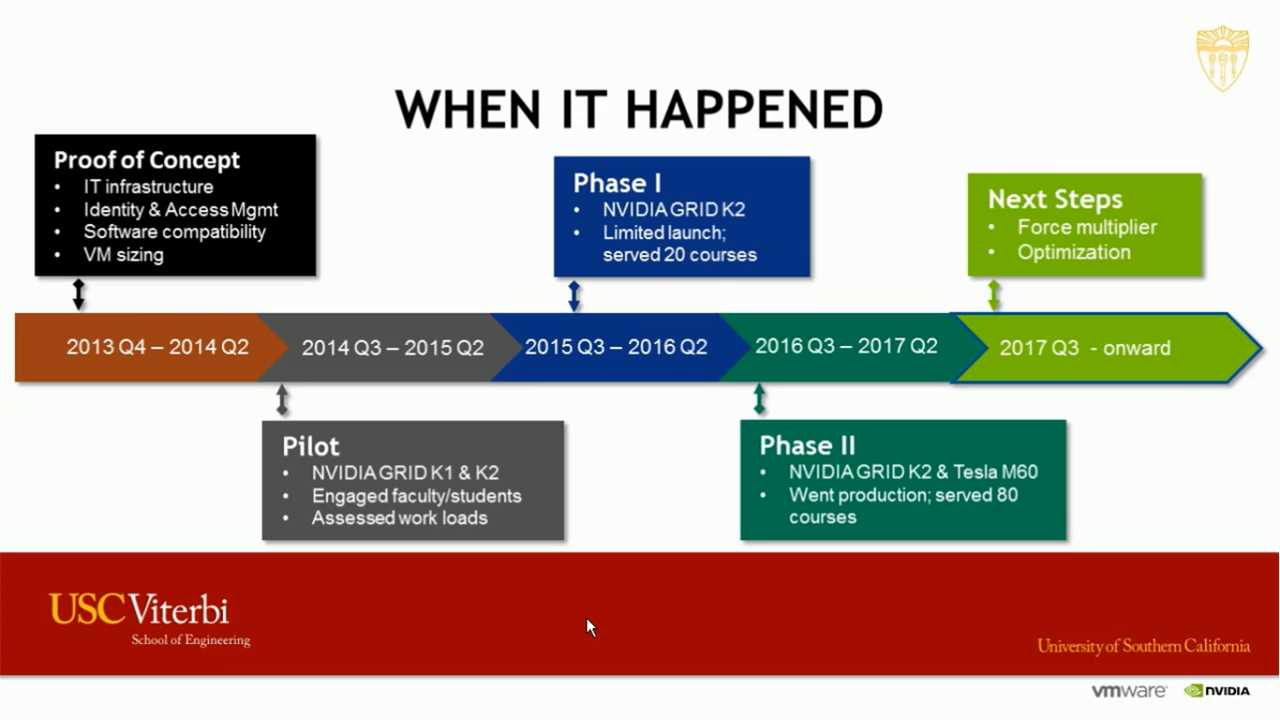 WHEN IT HAPPENED
Proof of Concept
• IT infrastructure
• Identity & Access Mgmt
• Software compatibility
• VM sizing
Phase I
• NVIDIA GRID K2
• Limited launch;
served 20 courses
Next Steps
• Force multiplier
• Optimization
2013 Q4 – 2014 Q2
2014 Q3 – 2015 Q2
2015 Q3 – 2016 Q2
2016 Q3 – 2017 Q2
2017 Q3 - onward
Pilot
• NVIDIA GRID K1 & K2
• Engaged faculty/students
• Assessed work loads
Phase II
• NVIDIA GRID K2 & Tesla M60
• Went production; served 80
courses
USC Viterbi
School of Engineering
University of Southern California
vmware
NVIDIA